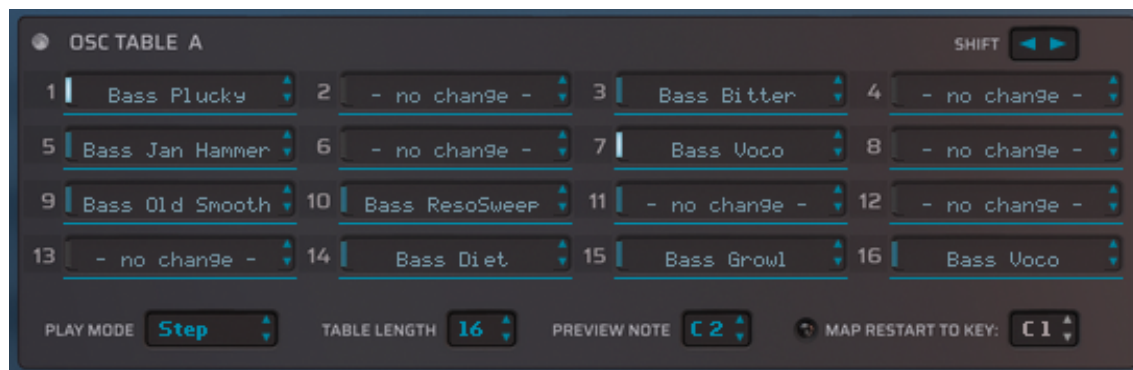 OSC TABLE A SHIFT
1 Bass Plucky 2 - no change - 3 Bass Bitter 4 - no change -
5 Bass Jan Hammer 6 - no change - 7 Bass Voco 8 - no change -
9 Bass Old Smooth 10 Bass ResoSweep 11 - no change - 12 - no change -
13 - no change - 14 Bass Diet 15 Bass Growl 16 Bass Voco
PLAY MODE Step TABLE LENGTH 16 PREVIEW NOTE C 2 MAP RESTART TO KEY: C 1